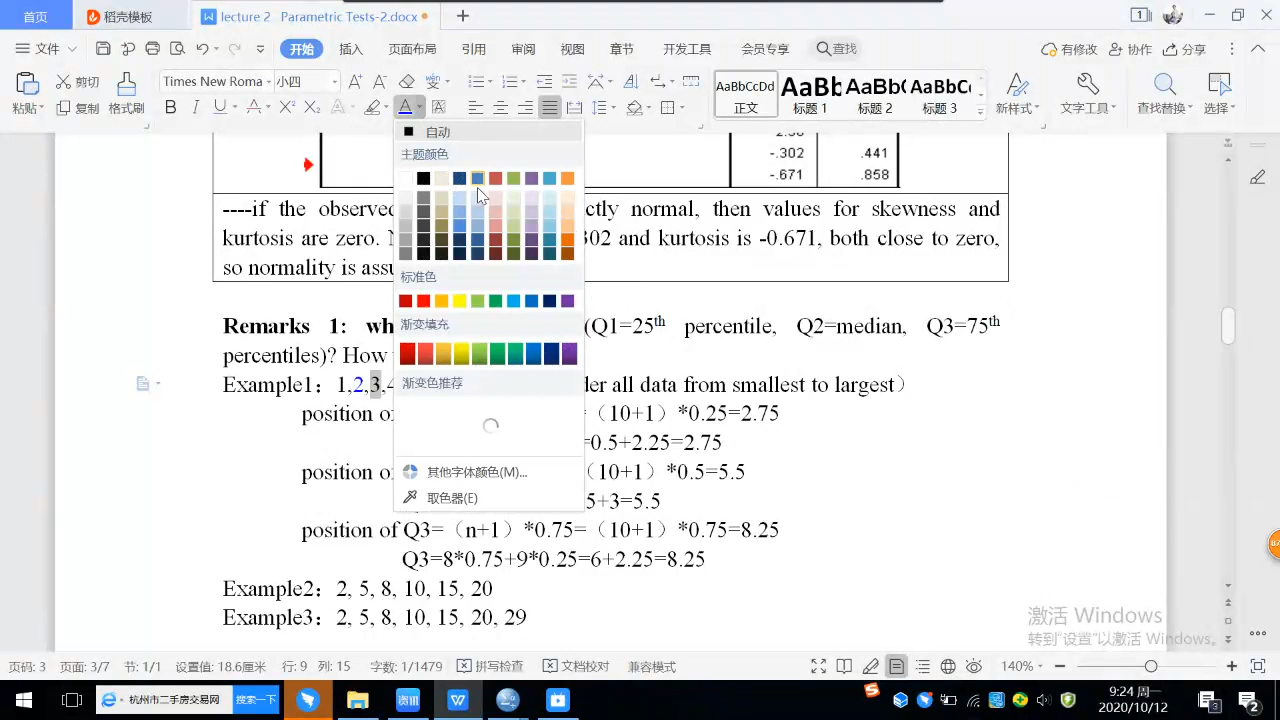 首页 稻壳模板 lecture 2 Parametric Tests-2.docx
文件 开始 插入 页面布局 引用 审阅 视图 章节 开发工具 会员专享 查找 有修改 协作 分享
粘贴 剪切 复制 格式刷 Times New Roma 小四
AaBbCcDd 正文 AaBb 标题 1 AaBb( 标题 2 AaBbC( 标题 3 新样式 文字工具 查找替换 选择
自动
主题颜色
标准色
渐变填充
渐变色推荐
其他字体颜色(M)...
取色器(E)
-.302 .441
-.671 .858
----if the observed ctly normal, then values for skewness and
kurtosis are zero. 302 and kurtosis is -0.671, both close to zero,
so normality is assu
Remarks 1: wh (Q1=25th percentile, Q2=median, Q3=75th
percentiles)? How
Example1：1,2,3,4 der all data from smallest to largest）
position of =（10+1）*0.25=2.75
=0.5+2.25=2.75
position of （10+1）*0.5=5.5
5+3=5.5
position of Q3=（n+1）*0.75=（10+1）*0.75=8.25
Q3=8*0.75+9*0.25=6+2.25=8.25
Example2：2, 5, 8, 10, 15, 20
Example3：2, 5, 8, 10, 15, 20, 29
激活 Windows
转到"设置"以激活 Windows。
页码: 3 页面: 3/7 节: 1/1 设置值: 18.6厘米 行: 9 列: 15 字数: 1/1479 拼写检查 文档校对 兼容模式 140%
杭州市二手房交易网 搜索一下
9:24 周一
2020/10/12